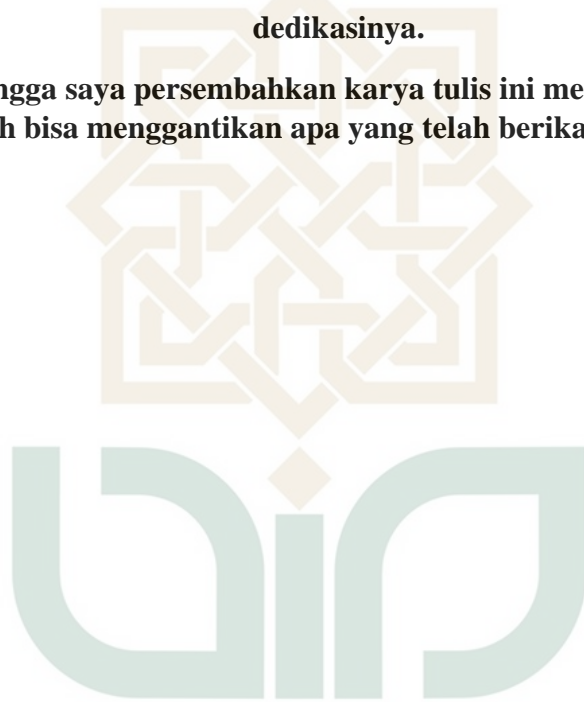 dedikasinya.
ngga saya persembahkan karya tulis ini me
h bisa menggantikan apa yang telah berika